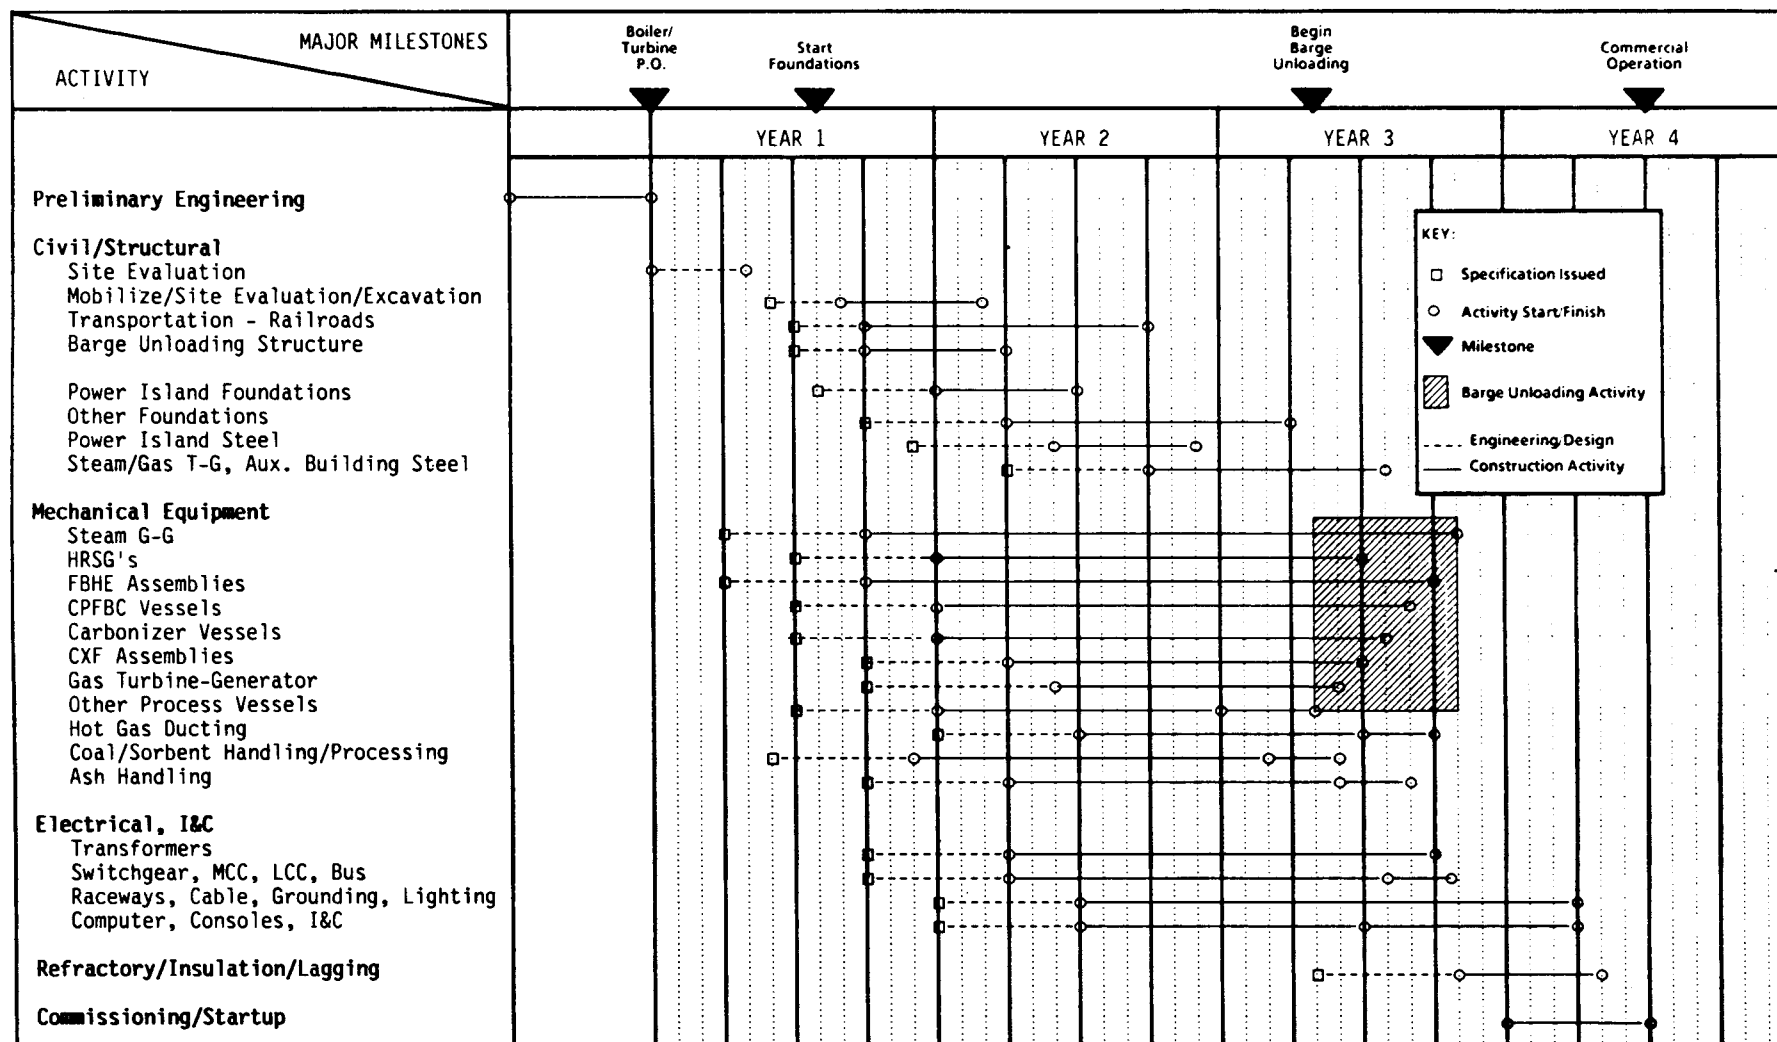 MAJOR MILESTONES
ACTIVITY
Boiler/
Turbine
P.O.
Start
Foundations
Begin
Barge
Unloading
Commercial
Operation
YEAR 1
YEAR 2
YEAR 3
YEAR 4
Preliminary Engineering
Civil/Structural
Site Evaluation
Mobilize/Site Evaluation/Excavation
Transportation - Railroads
Barge Unloading Structure
Power Island Foundations
Other Foundations
Power Island Steel
Steam/Gas T-G, Aux. Building Steel
Mechanical Equipment
Steam G-G
HRSG's
FBHE Assemblies
CPFBC Vessels
Carbonizer Vessels
CXF Assemblies
Gas Turbine-Generator
Other Process Vessels
Hot Gas Ducting
Coal/Sorbent Handling/Processing
Ash Handling
Electrical, I&C
Transformers
Switchgear, MCC, LCC, Bus
Raceways, Cable, Grounding, Lighting
Computer, Consoles, I&C
Refractory/Insulation/Lagging
Commissioning/Startup
KEY:
Specification Issued
Activity Start/Finish
Milestone
Barge Unloading Activity
Engineering/Design
Construction Activity